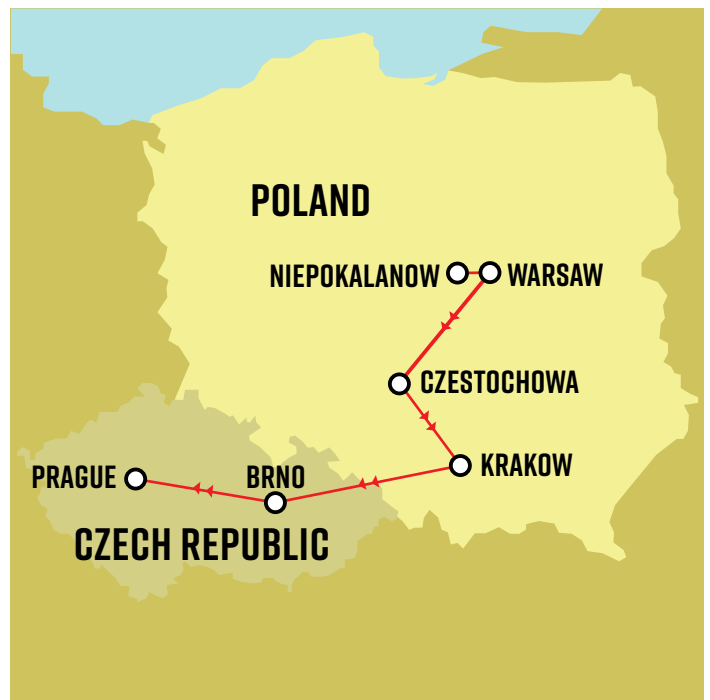 POLAND
NIEPOKALANOW
WARSAW
CZESTOCHOWA
KRAKOW
PRAGUE
BRNO
CZECH REPUBLIC